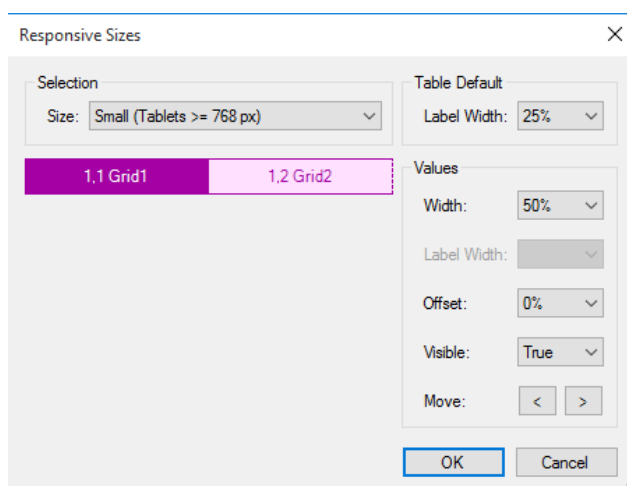 Responsive Sizes
Selection
Size: Small (Tablets >= 768 px)
Table Default
Label Width: 25%
1,1 Grid1 1,2 Grid2
Values
Width: 50%
Label Width:
Offset: 0%
Visible: True
Move: < >
OK Cancel